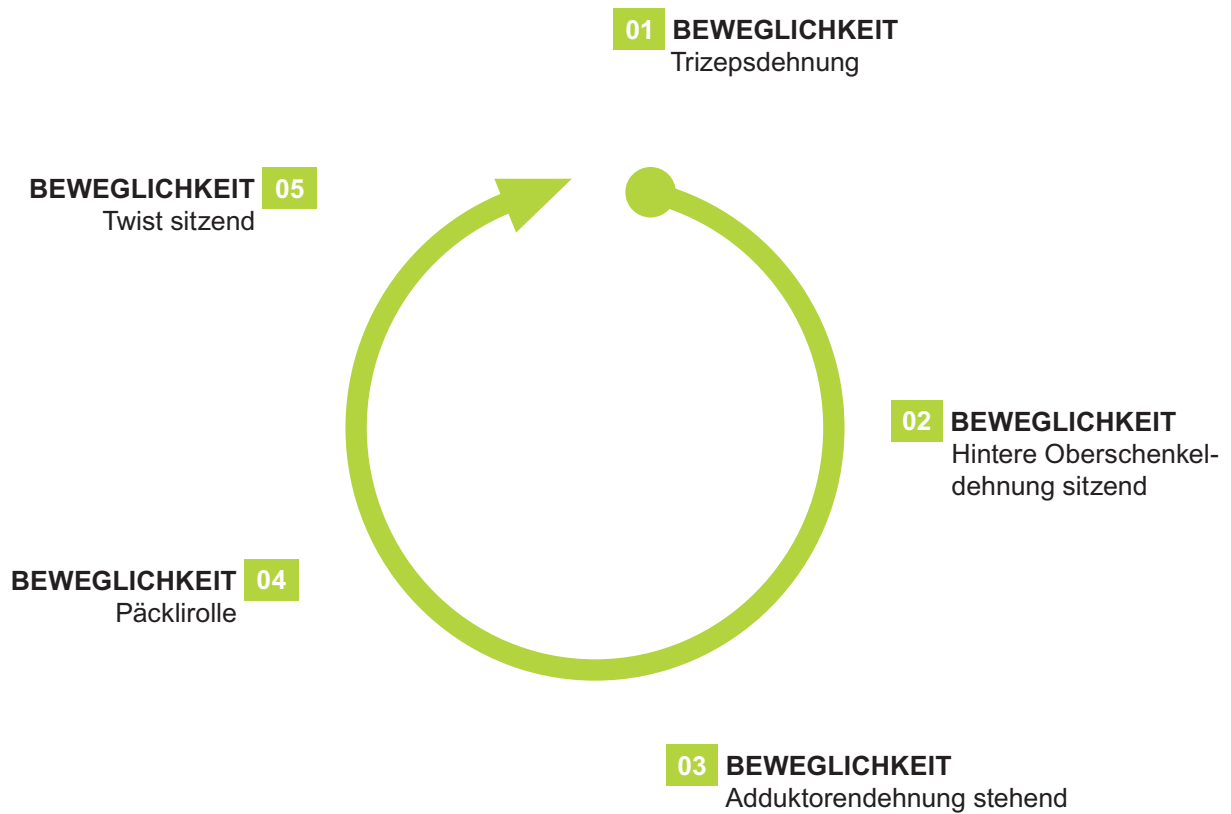 01 BEWEGLICHKEIT
Trizepsdehnung
02 BEWEGLICHKEIT
Hintere Oberschenkel-
dehnung sitzend
03 BEWEGLICHKEIT
Adduktorendehnung stehend
BEWEGLICHKEIT 04
Päcklirolle
BEWEGLICHKEIT 05
Twist sitzend